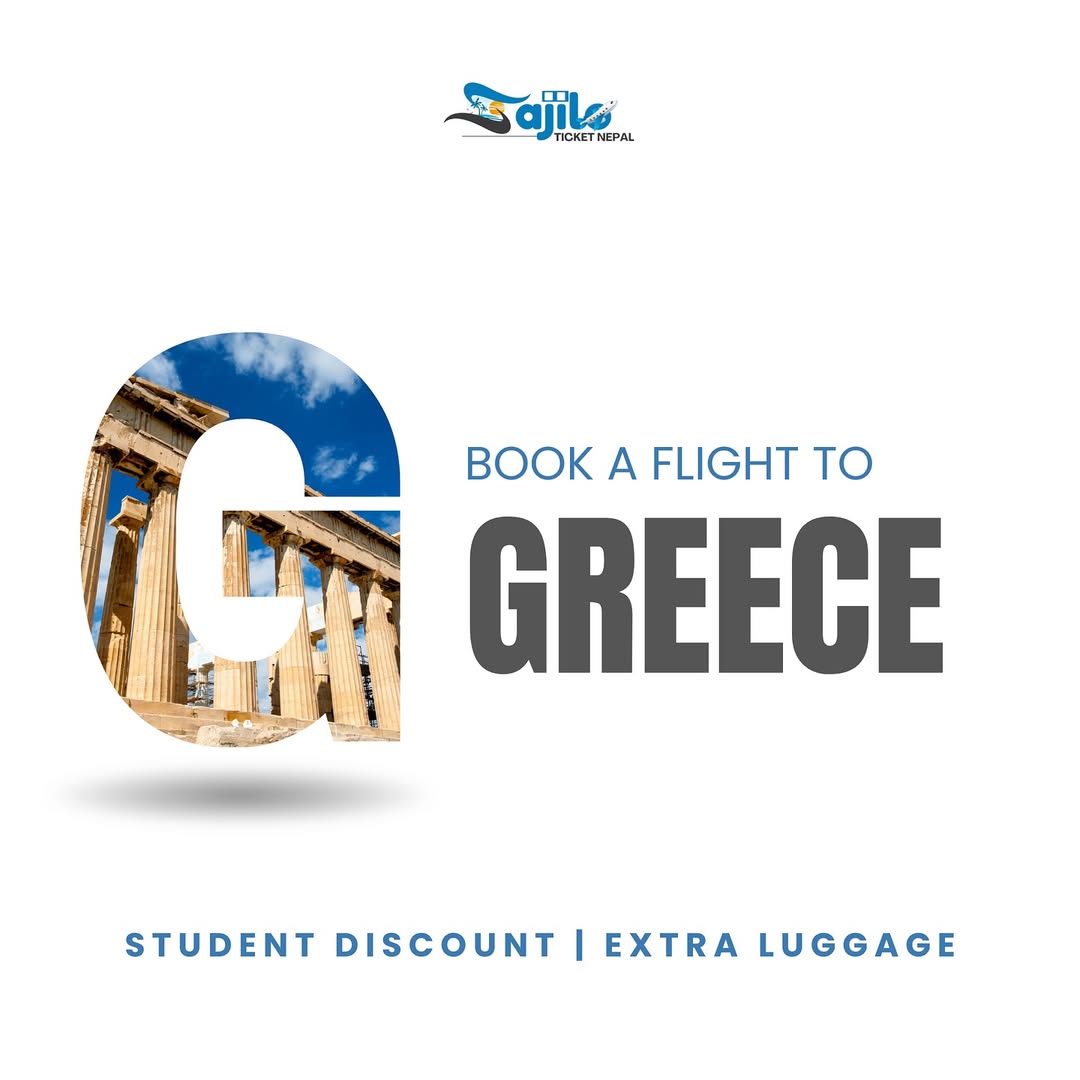 Sajilo
TICKET NEPAL
G
BOOK A FLIGHT TO
GREECE
STUDENT DISCOUNT | EXTRA LUGGAGE